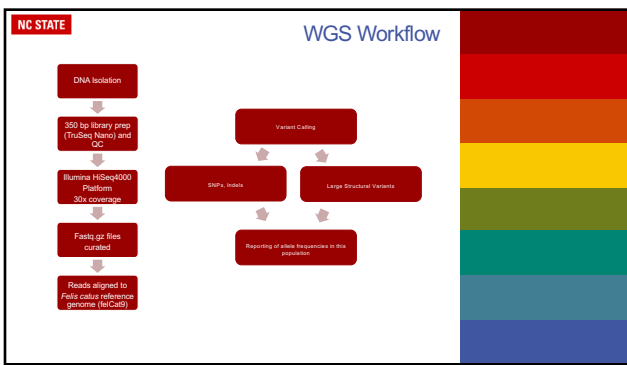 NC STATE
WGS Workflow
DNA Isolation
350 bp library prep
(TruSeq Nano) and
QC
Illumina HiSeq4000
Platform
30x coverage
Fastq.gz files
curated
Reads aligned to
Felis catus reference
genome (felCat9)
Variant Calling
SNPs, Indels
Large Structural Variants
Reporting of allele frequencies in this
population